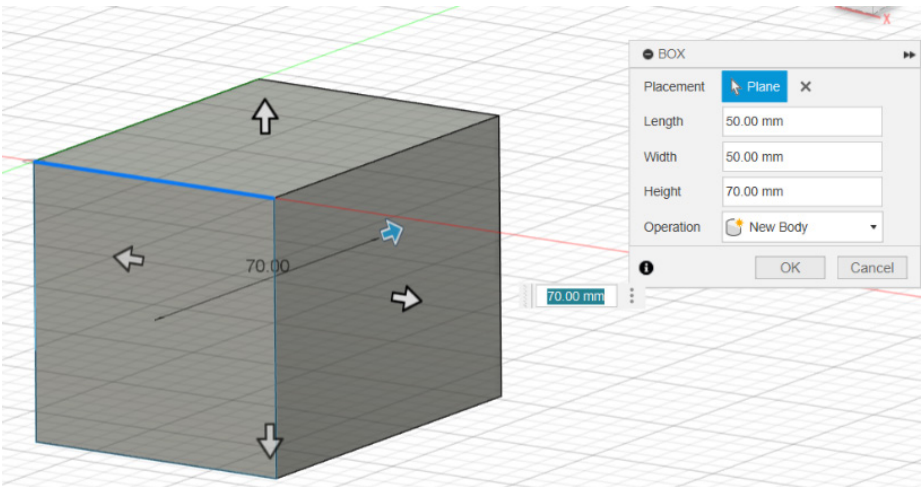 X
BOX
Placement Plane
Length 50.00 mm
Width 50.00 mm
Height 70.00 mm
Operation New Body
OK Cancel
70.00
70.00 mm